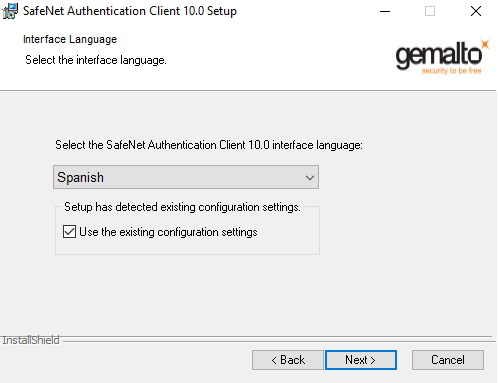 SafeNet Authentication Client 10.0 Setup
Interface Language
Select the interface language.
gemalto
security to be free
Select the SafeNet Authentication Client 10.0 interface language:
Spanish
Setup has detected existing configuration settings.
Use the existing configuration settings
InstallShield
< Back
Next >
Cancel